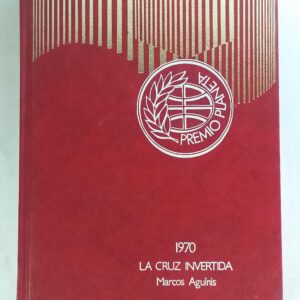 PREMIO PLANETA
1970
LA CRUZ INVERTIDA
Marcos Aguinis